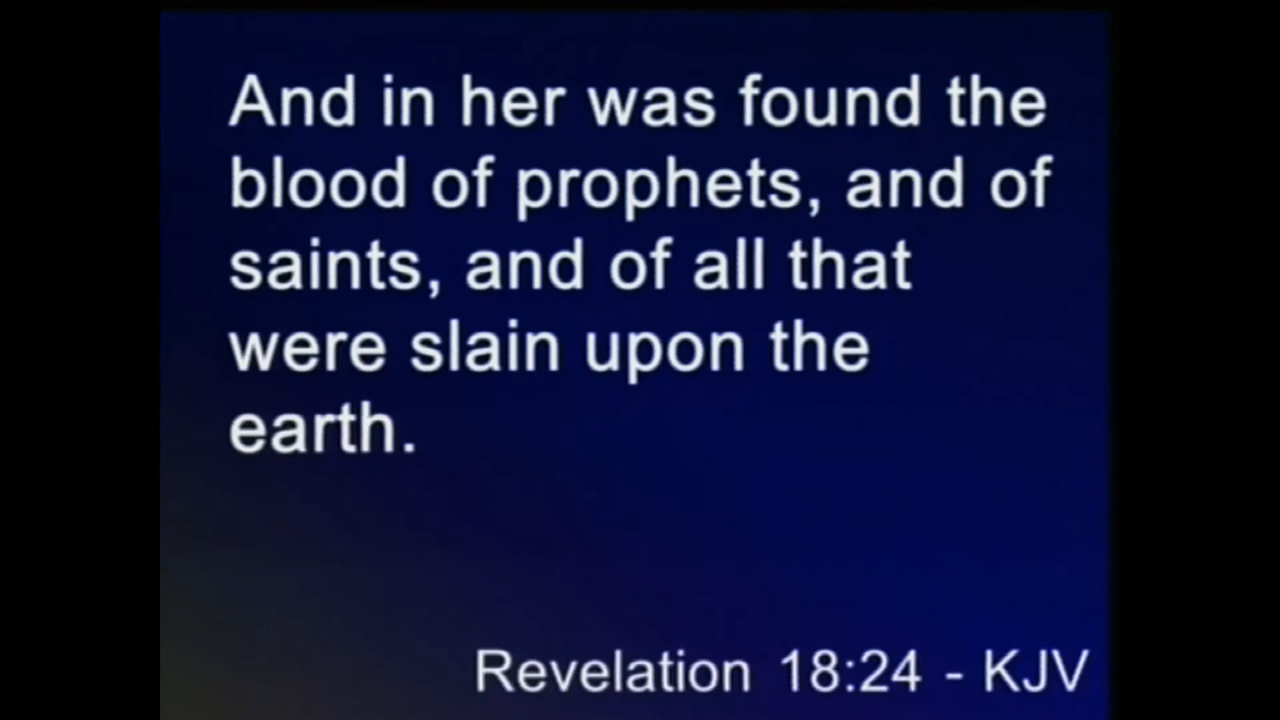 And in her was found the
blood of prophets, and of
saints, and of all that
were slain upon the
earth.
Revelation 18:24 - KJV